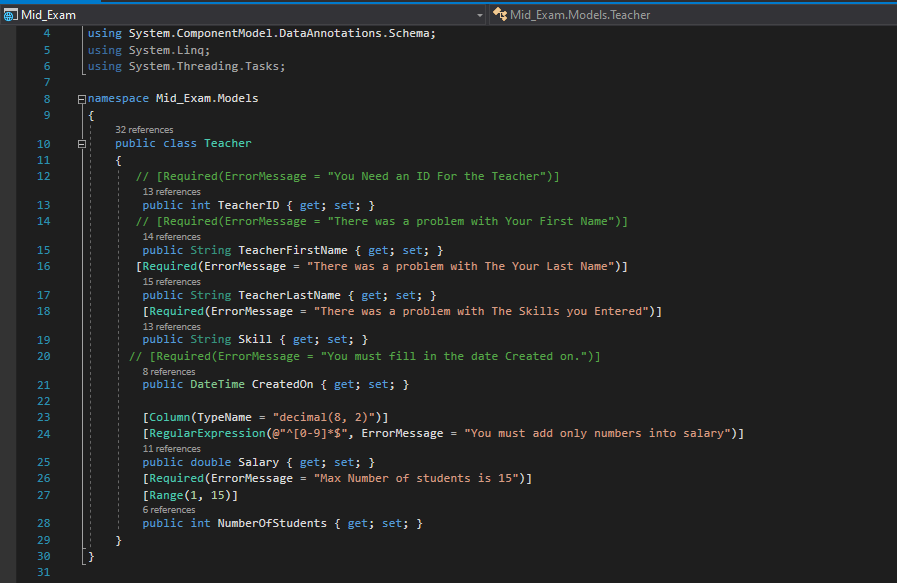 Mid_Exam Mid_Exam.Models.Teacher
4 using System.ComponentModel.DataAnnotations.Schema;
5 using System.Linq;
6 using System.Threading.Tasks;
7
8 namespace Mid_Exam.Models
9 {
32 references
10 public class Teacher
11 {
12 // [Required(ErrorMessage = "You Need an ID For the Teacher")]
13 references
13 public int TeacherID { get; set; }
14 // [Required(ErrorMessage = "There was a problem with Your First Name")]
14 references
15 public String TeacherFirstName { get; set; }
16 [Required(ErrorMessage = "There was a problem with The Your Last Name")]
15 references
17 public String TeacherLastName { get; set; }
18 [Required(ErrorMessage = "There was a problem with The Skills you Entered")]
13 references
19 public String Skill { get; set; }
20 // [Required(ErrorMessage = "You must fill in the date Created on.")]
8 references
21 public DateTime CreatedOn { get; set; }
22
23 [Column(TypeName = "decimal(8, 2)")]
24 [RegularExpression(@"^[0-9]*$", ErrorMessage = "You must add only numbers into salary")]
11 references
25 public double Salary { get; set; }
26 [Required(ErrorMessage = "Max Number of students is 15")]
27 [Range(1, 15)]
6 references
28 public int NumberOfStudents { get; set; }
29 }
30 }
31